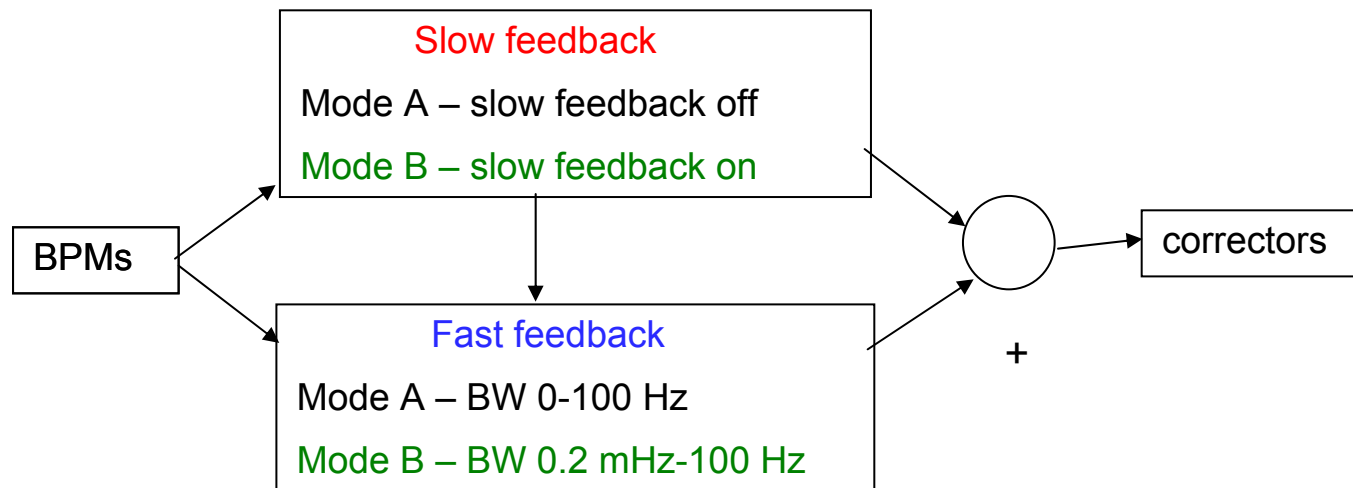 Slow feedback
Mode A – slow feedback off
Mode B – slow feedback on
BPMs
correctors
Fast feedback
+
Mode A – BW 0-100 Hz
Mode B – BW 0.2 mHz-100 Hz